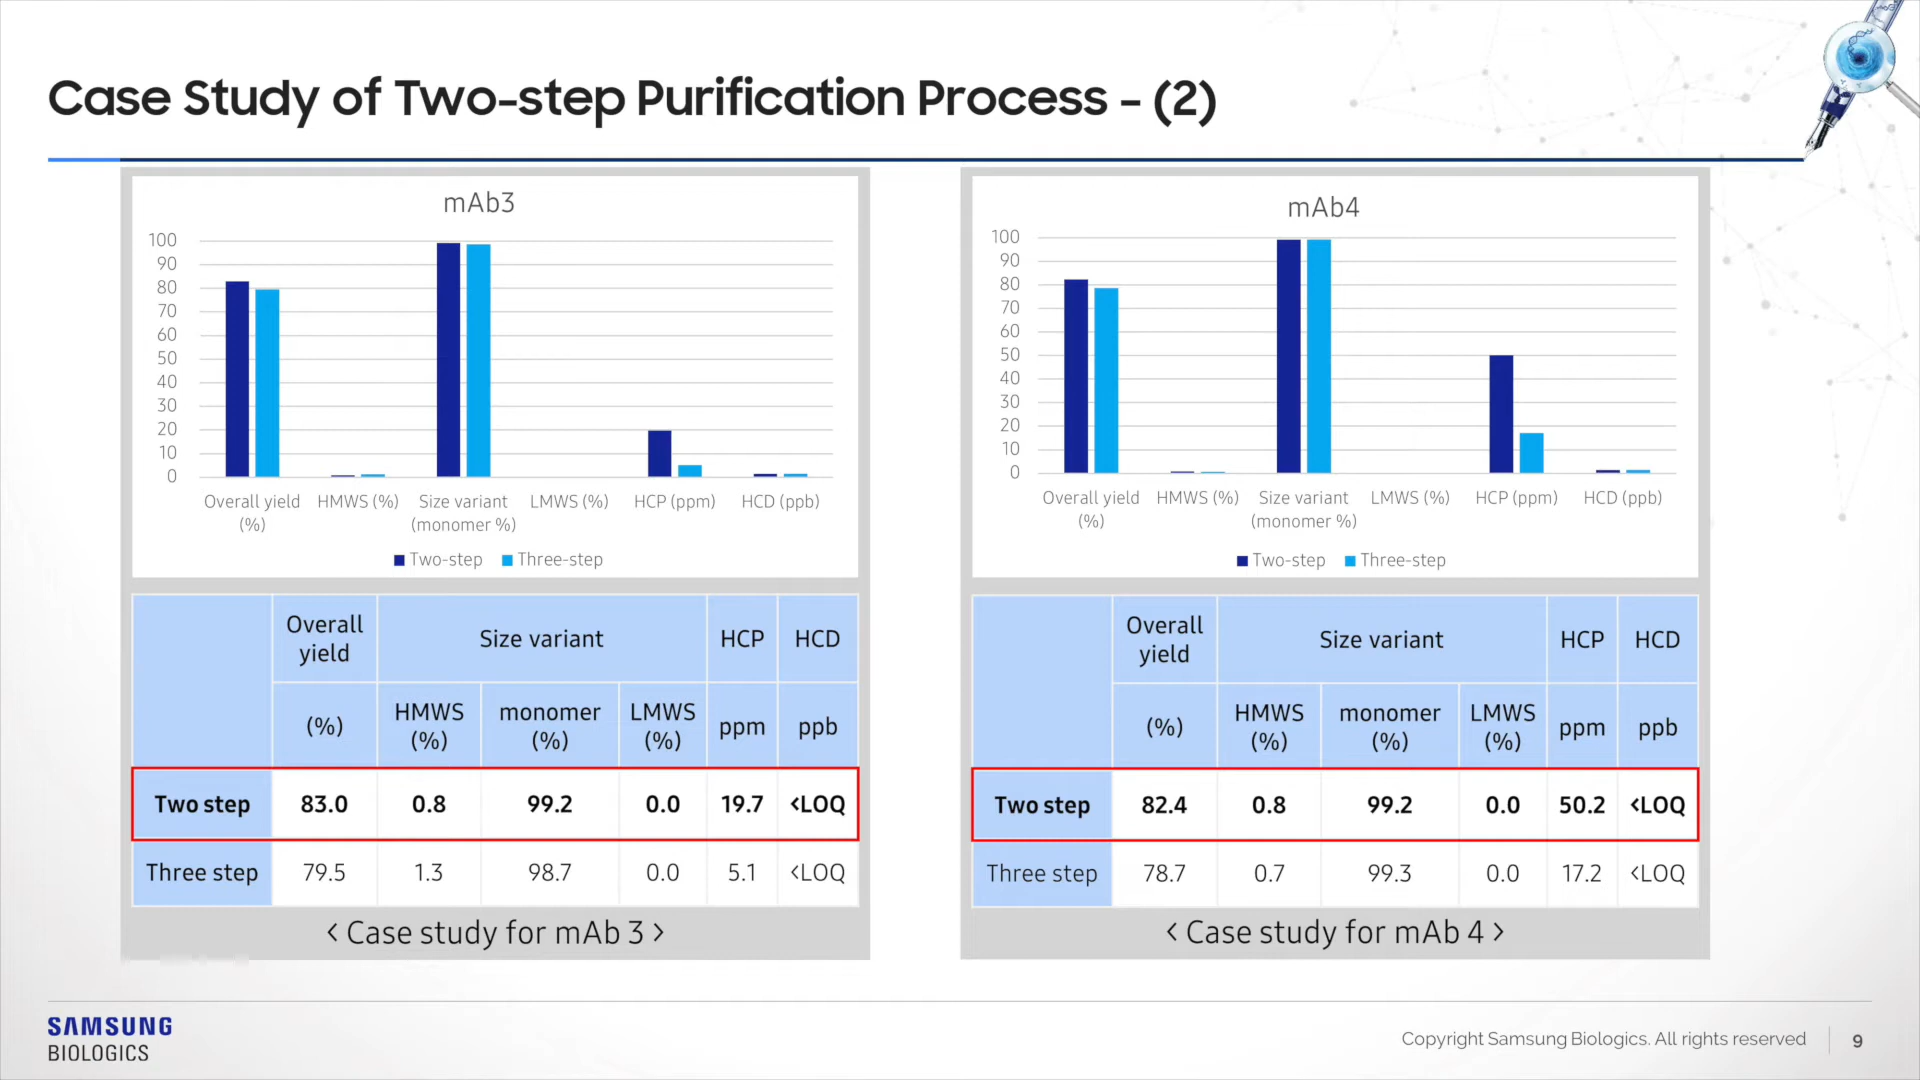 Case Study of Two-step Purification Process - (2)
mAb3
100
90
80
70
60
50
40
30
20
10
0
Overall yield (%)
HMWS (%)
Size variant (monomer %)
LMWS (%)
HCP (ppm)
HCD (ppb)
Two-step Three-step
Overall yield Size variant HCP HCD
(%) HMWS (%) monomer (%) LMWS (%) ppm ppb
Two step 83.0 0.8 99.2 0.0 19.7 <LOQ
Three step 79.5 1.3 98.7 0.0 5.1 <LOQ
< Case study for mAb 3 >
mAb4
100
90
80
70
60
50
40
30
20
10
0
Overall yield (%)
HMWS (%)
Size variant (monomer %)
LMWS (%)
HCP (ppm)
HCD (ppb)
Two-step Three-step
Overall yield Size variant HCP HCD
(%) HMWS (%) monomer (%) LMWS (%) ppm ppb
Two step 82.4 0.8 99.2 0.0 50.2 <LOQ
Three step 78.7 0.7 99.3 0.0 17.2 <LOQ
< Case study for mAb 4 >
SAMSUNG
BIOLOGICS
Copyright Samsung Biologics. All rights reserved
9